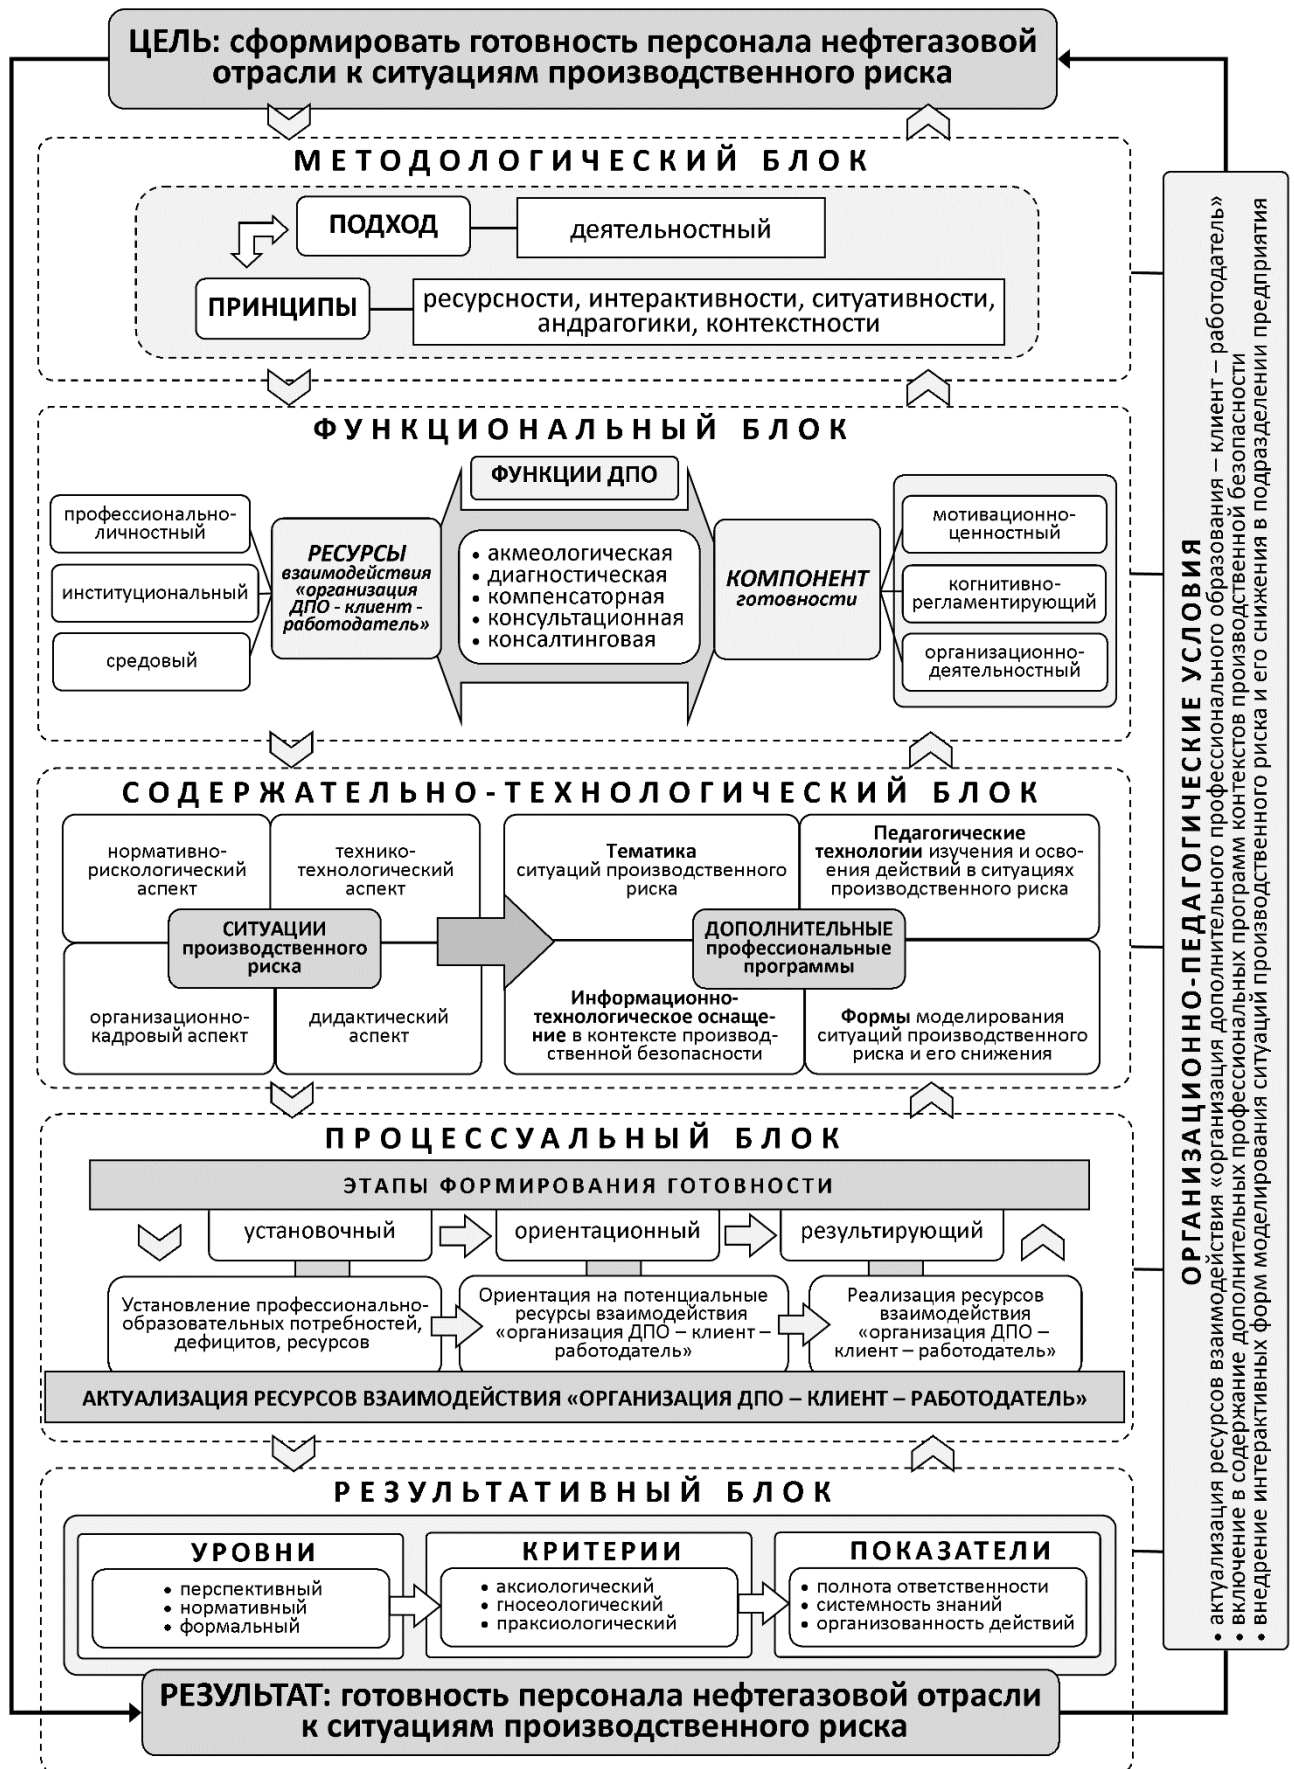 ЦЕЛЬ: сформировать готовность персонала нефтегазовой
отрасли к ситуациям производственного риска
МЕТОДОЛОГИЧЕСКИЙ БЛОК
ПОДХОД
деятельностный
ПРИНЦИПЫ
ресурсности, интерактивности, ситуативности,
андрагогики, контекстности
ФУНКЦИОНАЛЬНЫЙ БЛОК
профессионально-
личностный
институциональный
средовый
РЕСУРСЫ
взаимодействия
«организация
ДПО - клиент -
работодатель»
ФУНКЦИИ ДПО
• акмеологическая
• диагностическая
• компенсаторная
• консультационная
• консалтинговая
КОМПОНЕНТ
готовности
мотивационно-
ценностный
когнитивно-
регламентирующий
организационно-
деятельностный
СОДЕРЖАТЕЛЬНО-ТЕХНОЛОГИЧЕСКИЙ БЛОК
нормативно-
рискологический
аспект
технико-
технологический
аспект
СИТУАЦИИ
производственного
риска
организационно-
кадровый аспект
дидактический
аспект
Тематика
ситуаций производственного
риска
Педагогические
технологии изучения и осво-
ения действий в ситуациях
производственного риска
ДОПОЛНИТЕЛЬНЫЕ
профессиональные
программы
Информационно-
технологическое оснаще-
ние в контексте производ-
ственной безопасности
Формы моделирования
ситуаций производственного
риска и его снижения
ПРОЦЕССУАЛЬНЫЙ БЛОК
ЭТАПЫ ФОРМИРОВАНИЯ ГОТОВНОСТИ
установочный
ориентационный
результирующий
Установление профессионально-
образовательных потребностей,
дефицитов, ресурсов
Ориентация на потенциальные
ресурсы взаимодействия
«организация ДПО – клиент –
работодатель»
Реализация ресурсов
взаимодействия
«организация ДПО –
клиент – работодатель»
АКТУАЛИЗАЦИЯ РЕСУРСОВ ВЗАИМОДЕЙСТВИЯ «ОРГАНИЗАЦИЯ ДПО – КЛИЕНТ – РАБОТОДАТЕЛЬ»
РЕЗУЛЬТАТИВНЫЙ БЛОК
УРОВНИ
• перспективный
• нормативный
• формальный
КРИТЕРИИ
• аксиологический
• гносеологический
• праксиологический
ПОКАЗАТЕЛИ
• полнота ответственности
• системность знаний
• организованность действий
РЕЗУЛЬТАТ: готовность персонала нефтегазовой отрасли
к ситуациям производственного риска
ОРГАНИЗАЦИОННО-ПЕДАГОГИЧЕСКИЕ УСЛОВИЯ
• актуализация ресурсов взаимодействия «организация дополнительного профессионального образования – клиент – работодатель»
• включение в содержание дополнительных профессиональных программ контекстов производственной безопасности
• внедрение интерактивных форм моделирования ситуаций производственного риска и его снижения в подразделении предприятия